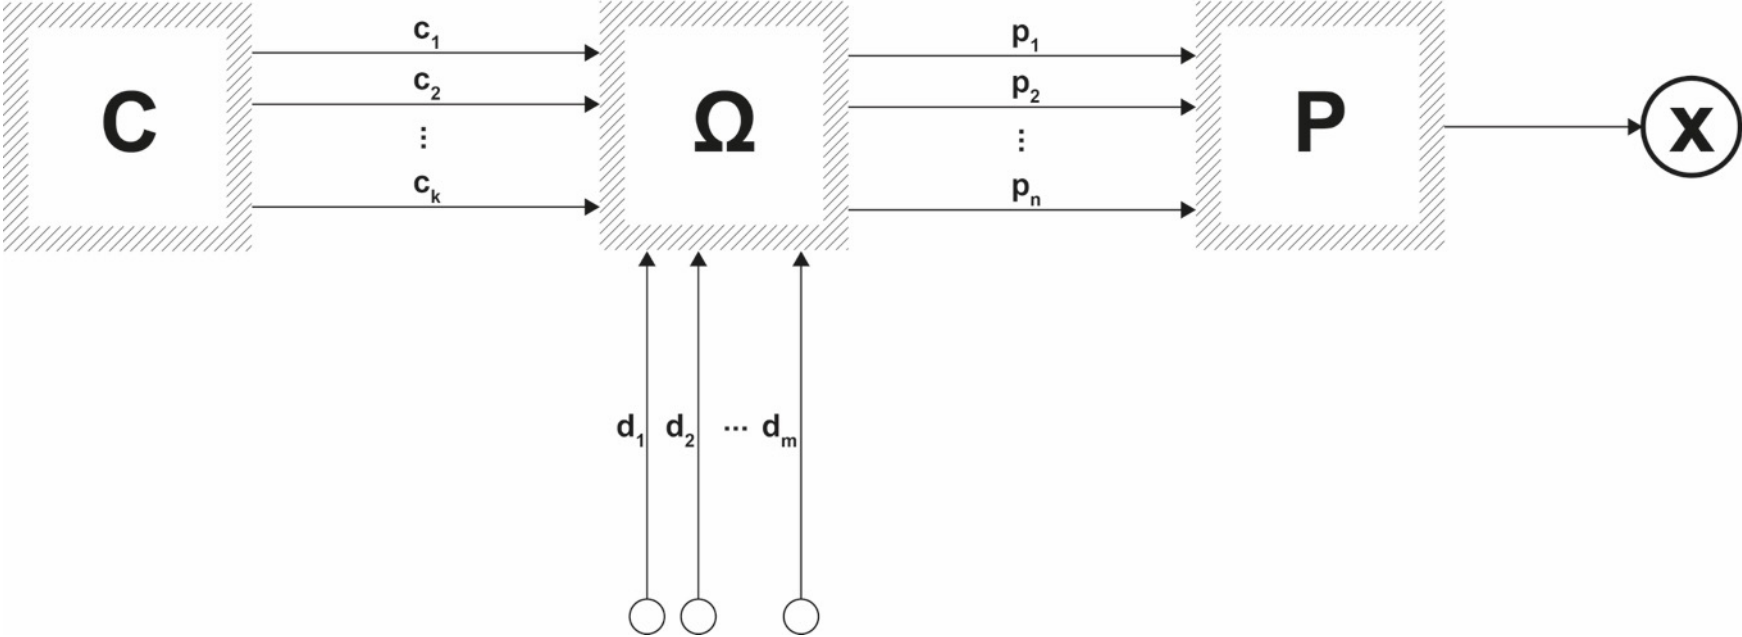 C
c1
c2
⋮
ck
Ω
p1
p2
⋮
pn
P
x
d1 d2 ... dm